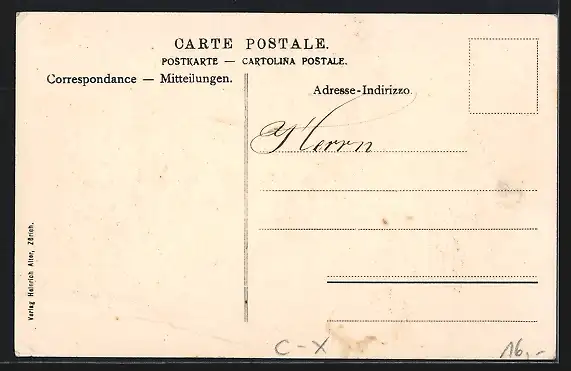 CARTE POSTALE.
POSTKARTE — CARTOLINA POSTALE.
Correspondance — Mitteilungen.
Adresse-Indirizzo.
Herrn
Verlag Heinrich Alter, Zürich.
C-X
16,-